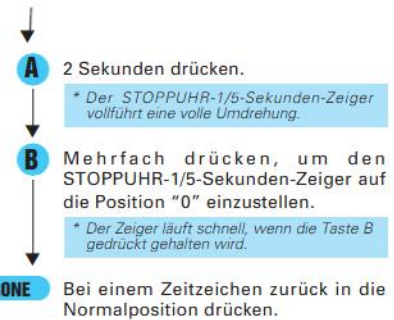 A 2 Sekunden drücken.
* Der STOPPUHR-1/5-Sekunden-Zeiger
vollführt eine volle Umdrehung.
B Mehrfach drücken, um den
STOPPUHR-1/5-Sekunden-Zeiger auf
die Position "0" einzustellen.
* Der Zeiger läuft schnell, wenn die Taste B
gedrückt gehalten wird.
ONE Bei einem Zeitzeichen zurück in die
Normalposition drücken.